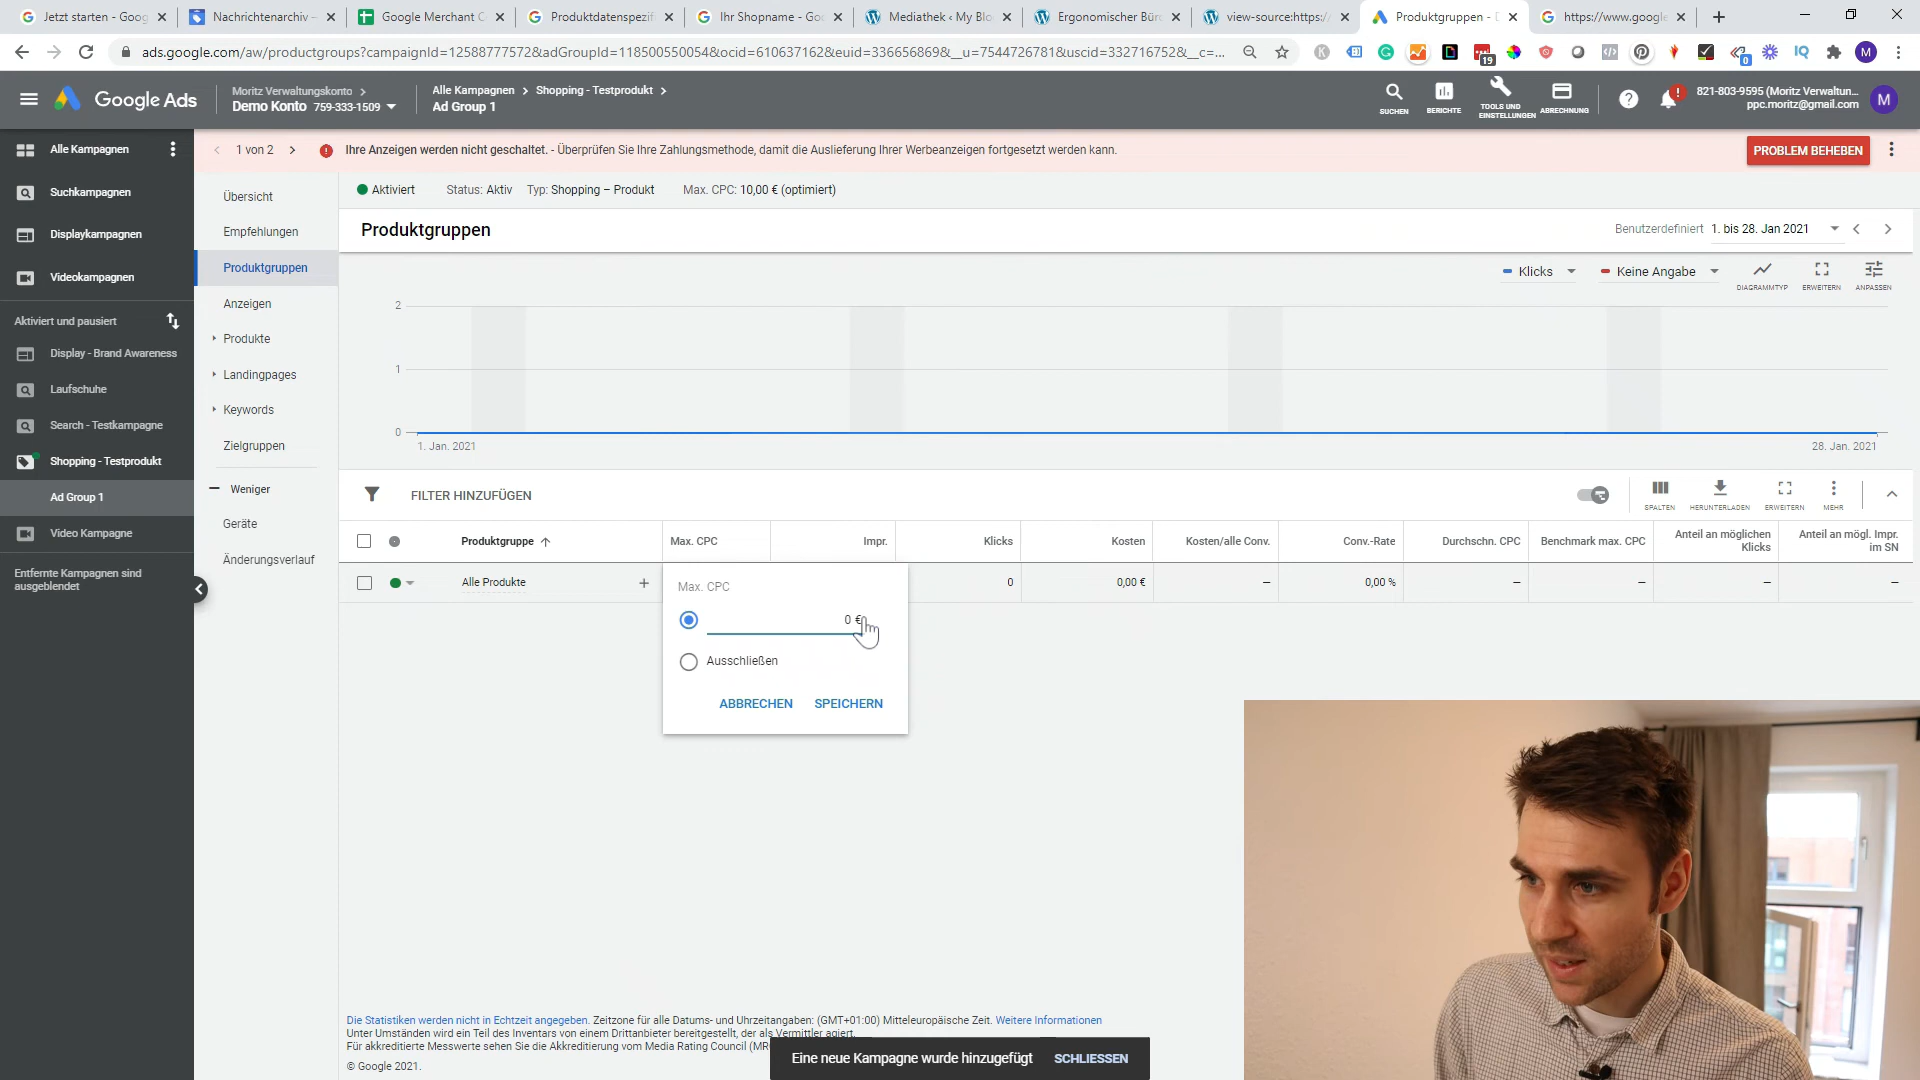 Jetzt starten - Goog
Nachrichtenarchiv –
Google Merchant C
Produktdatenspezifi
Ihr Shopname - Goo
Mediathek ‹ My Blo
Ergonomischer Büro
view-source:https:/
Produktgruppen - D
https://www.google
ads.google.com/aw/productgroups?campaignId=12588777572&adGroupId=118500550054&ocid=610637162&euid=336656869&__u=7544726781&uscid=332716752&__c=...
19
0
M
Google Ads
Moritz Verwaltungskonto
Demo Konto 759-333-1509
Alle Kampagnen > Shopping - Testprodukt >
Ad Group 1
SUCHEN
BERICHTE
TOOLS UND EINSTELLUNGEN
ABRECHNUNG
821-803-9595 (Moritz Verwaltun...
ppc.moritz@gmail.com
M
Alle Kampagnen
Suchkampagnen
Displaykampagnen
Videokampagnen
Aktiviert und pausiert
Display - Brand Awareness
Laufschuhe
Search - Testkampagne
Shopping - Testprodukt
Ad Group 1
Video Kampagne
Entfernte Kampagnen sind
ausgeblendet
1 von 2
Ihre Anzeigen werden nicht geschaltet. - Überprüfen Sie Ihre Zahlungsmethode, damit die Auslieferung Ihrer Werbeanzeigen fortgesetzt werden kann.
PROBLEM BEHEBEN
Übersicht
Empfehlungen
Produktgruppen
Anzeigen
Produkte
Landingpages
Keywords
Zielgruppen
Weniger
Geräte
Änderungsverlauf
Aktiviert Status: Aktiv Typ: Shopping – Produkt Max. CPC: 10,00 € (optimiert)
Produktgruppen
Benutzerdefiniert 1. bis 28. Jan 2021
Klicks
Keine Angabe
DIAGRAMMTYP
ERWEITERN
ANPASSEN
2
1
0
1. Jan. 2021
28. Jan. 2021
FILTER HINZUFÜGEN
SPALTEN
HERUNTERLADEN
ERWEITERN
MEHR
Produktgruppe
Max. CPC
Impr.
Klicks
Kosten
Kosten/alle Conv.
Conv.-Rate
Durchschn. CPC
Benchmark max. CPC
Anteil an möglichen Klicks
Anteil an mögl. Impr. im SN
Alle Produkte
0
0,00 €
–
0,00 %
–
–
–
–
Max. CPC
0 €
Ausschließen
ABBRECHEN
SPEICHERN
Die Statistiken werden nicht in Echtzeit angegeben. Zeitzone für alle Datums- und Uhrzeitangaben: (GMT+01:00) Mitteleuropäische Zeit. Weitere Informationen
Unter Umständen wird ein Teil des Inventars von einem Drittanbieter bereitgestellt, der als Vermittler agiert.
Für akkreditierte Messwerte sehen Sie die Akkreditierung vom Media Rating Council (MR
© Google 2021.
Eine neue Kampagne wurde hinzugefügt
SCHLIESSEN